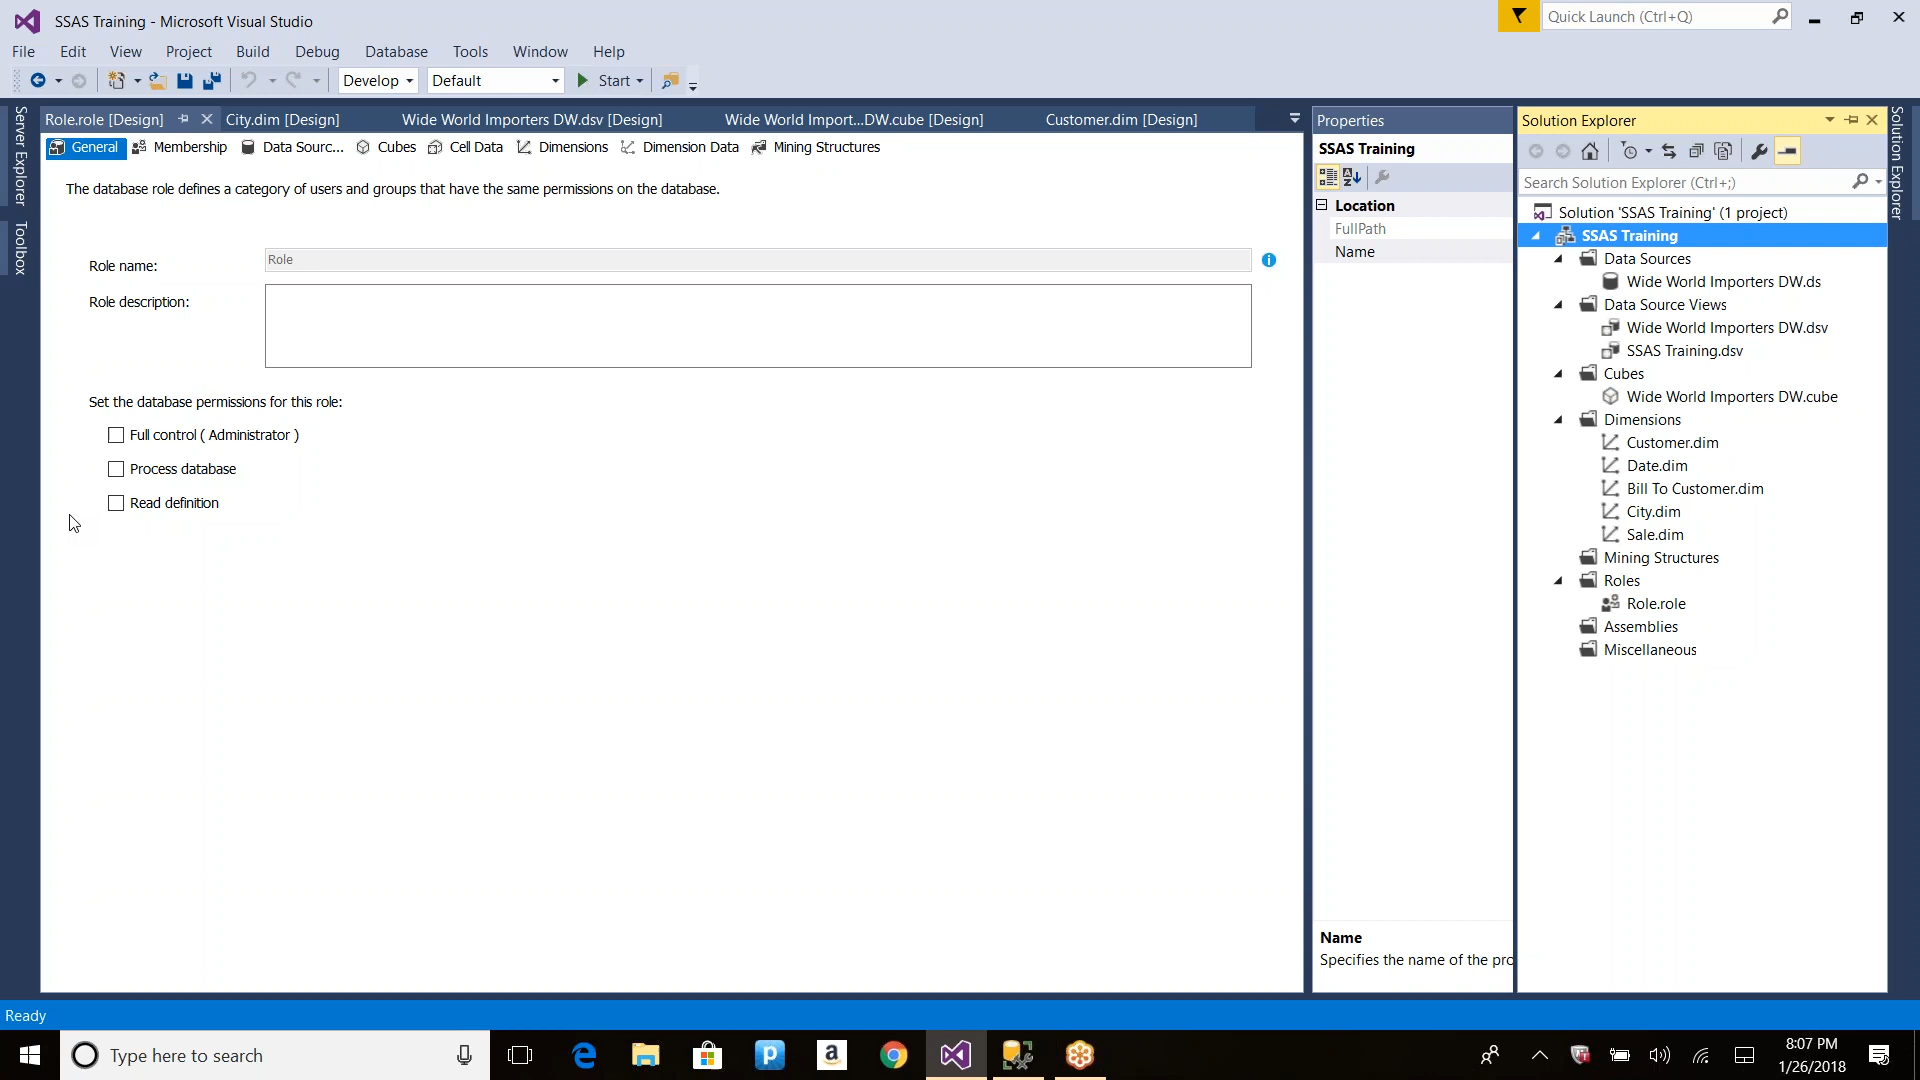 SSAS Training - Microsoft Visual Studio
Quick Launch (Ctrl+Q)
File Edit View Project Build Debug Database Tools Window Help
Develop Default Start
Server Explorer
Toolbox
Role.role [Design] City.dim [Design] Wide World Importers DW.dsv [Design] Wide World Import...DW.cube [Design] Customer.dim [Design]
General Membership Data Sourc... Cubes Cell Data Dimensions Dimension Data Mining Structures
The database role defines a category of users and groups that have the same permissions on the database.
Role name: Role
Role description:
Set the database permissions for this role:
Full control ( Administrator )
Process database
Read definition
Properties
SSAS Training
Location
FullPath
Name
Name
Specifies the name of the pro
Solution Explorer
Search Solution Explorer (Ctrl+;)
Solution 'SSAS Training' (1 project)
SSAS Training
Data Sources
Wide World Importers DW.ds
Data Source Views
Wide World Importers DW.dsv
SSAS Training.dsv
Cubes
Wide World Importers DW.cube
Dimensions
Customer.dim
Date.dim
Bill To Customer.dim
City.dim
Sale.dim
Mining Structures
Roles
Role.role
Assemblies
Miscellaneous
Solution Explorer
Ready
Type here to search
8:07 PM
1/26/2018